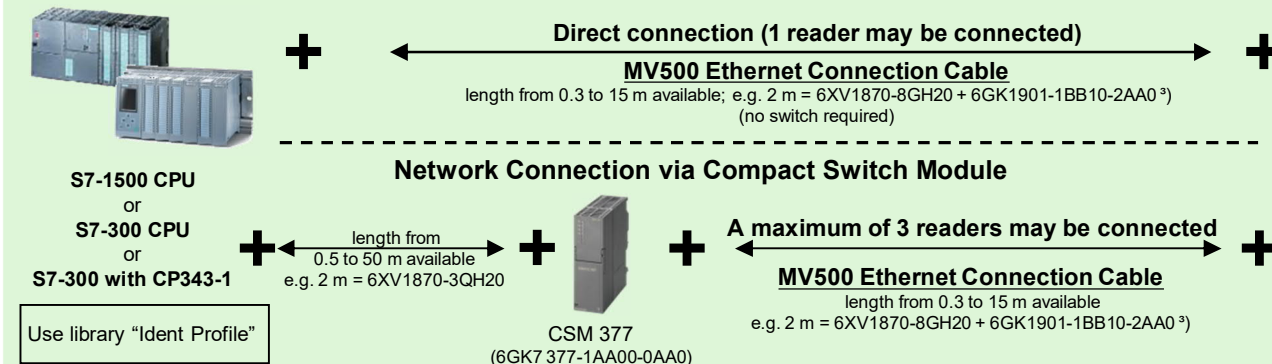 Direct connection (1 reader may be connected)
MV500 Ethernet Connection Cable
length from 0.3 to 15 m available; e.g. 2 m = 6XV1870-8GH20 + 6GK1901-1BB10-2AA0 ³)
(no switch required)
Network Connection via Compact Switch Module
S7-1500 CPU
or
S7-300 CPU
or
S7-300 with CP343-1
Use library “Ident Profile”
length from
0.5 to 50 m available
e.g. 2 m = 6XV1870-3QH20
CSM 377
(6GK7 377-1AA00-0AA0)
A maximum of 3 readers may be connected
MV500 Ethernet Connection Cable
length from 0.3 to 15 m available
e.g. 2 m = 6XV1870-8GH20 + 6GK1901-1BB10-2AA0 ³)